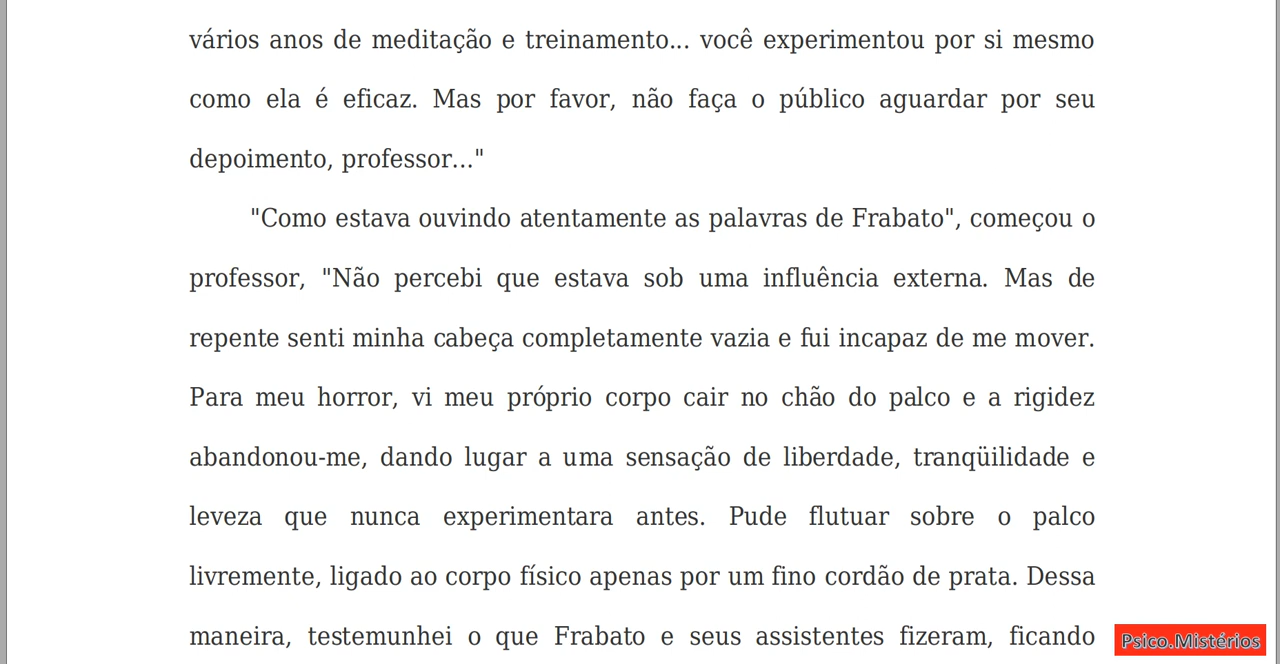 vários anos de meditação e treinamento... você experimentou por si mesmo
como ela é eficaz. Mas por favor, não faça o público aguardar por seu
depoimento, professor..."
"Como estava ouvindo atentamente as palavras de Frabato", começou o
professor, "Não percebi que estava sob uma influência externa. Mas de
repente senti minha cabeça completamente vazia e fui incapaz de me mover.
Para meu horror, vi meu próprio corpo cair no chão do palco e a rigidez
abandonou-me, dando lugar a uma sensação de liberdade, tranqüilidade e
leveza que nunca experimentara antes. Pude flutuar sobre o palco
livremente, ligado ao corpo físico apenas por um fino cordão de prata. Dessa
maneira, testemunhei o que Frabato e seus assistentes fizeram, ficando
Psico.Mistérios